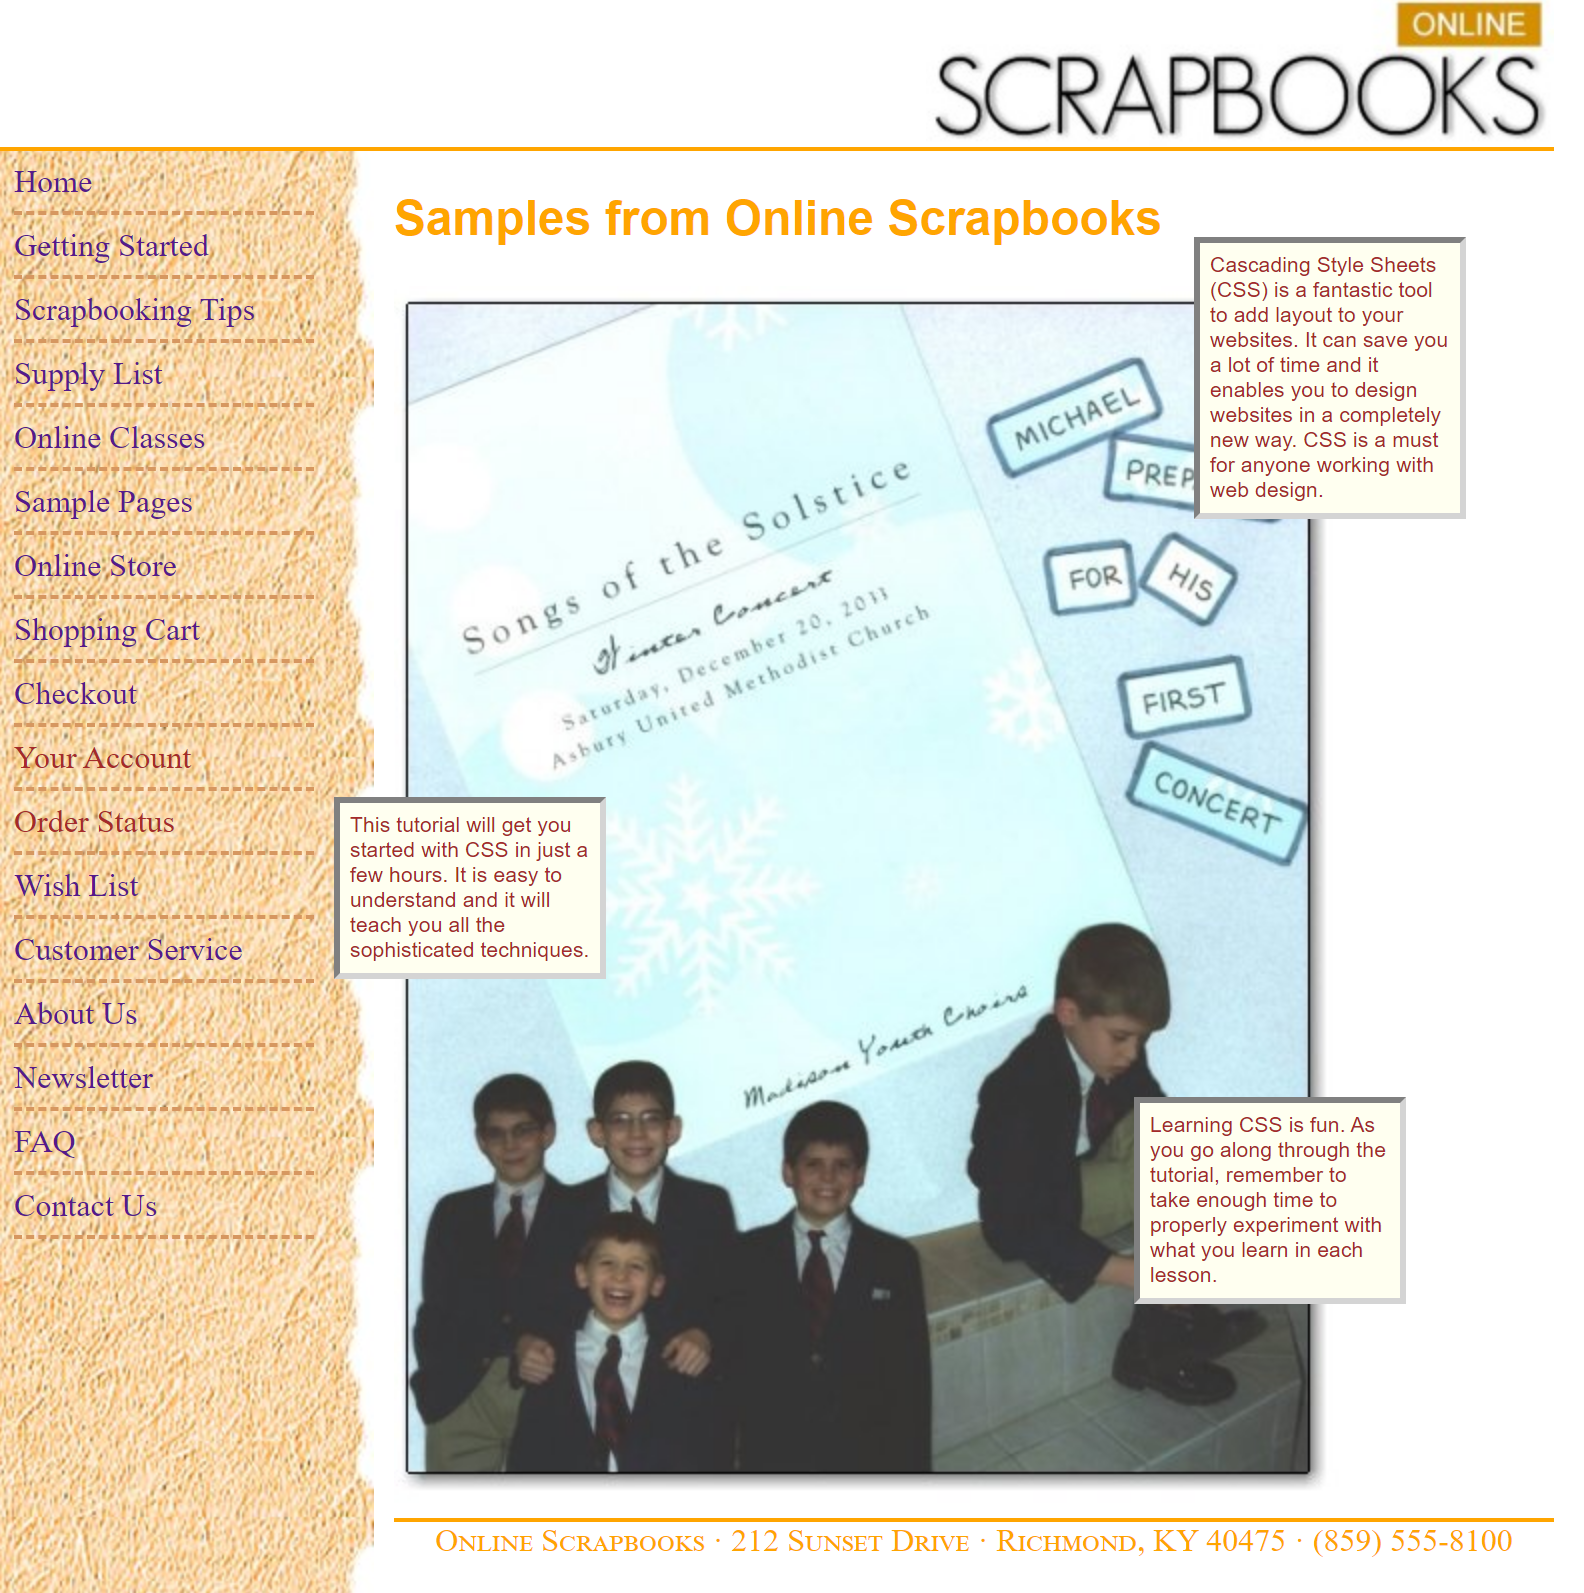 ONLINE
SCRAPBOOKS
Home
Getting Started
Scrapbooking Tips
Supply List
Online Classes
Sample Pages
Online Store
Shopping Cart
Checkout
Your Account
Order Status
Wish List
Customer Service
About Us
Newsletter
FAQ
Contact Us
Samples from Online Scrapbooks
Cascading Style Sheets
(CSS) is a fantastic tool
to add layout to your
websites. It can save you
a lot of time and it
enables you to design
websites in a completely
new way. CSS is a must
for anyone working with
web design.
MICHAEL
FOR
HIS
FIRST
CONCERT
Songs of the Solstice
Winter Concert
Saturday, December 20, 2011
Asbury United Methodist Church
This tutorial will get you
started with CSS in just a
few hours. It is easy to
understand and it will
teach you all the
sophisticated techniques.
Madison Youth Choirs
Learning CSS is fun. As
you go along through the
tutorial, remember to
take enough time to
properly experiment with
what you learn in each
lesson.
Online Scrapbooks · 212 Sunset Drive · Richmond, KY 40475 · (859) 555-8100